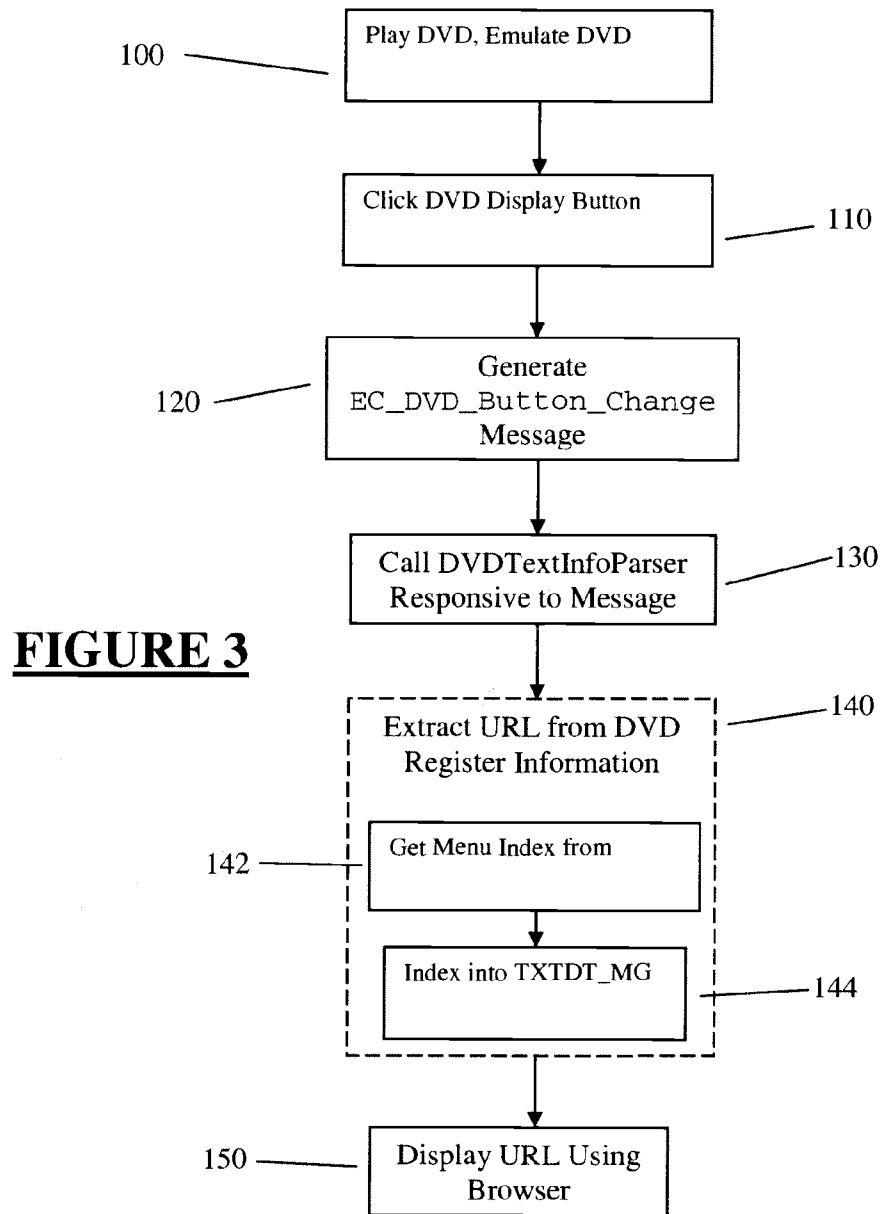 Play DVD, Emulate DVD
100
Click DVD Display Button
110
Generate
EC_DVD_Button_Change
Message
120
Call DVDTextInfoParser
Responsive to Message
130
FIGURE 3
Extract URL from DVD
Register Information
140
Get Menu Index from
142
Index into TXTDT_MG
144
Display URL Using
Browser
150